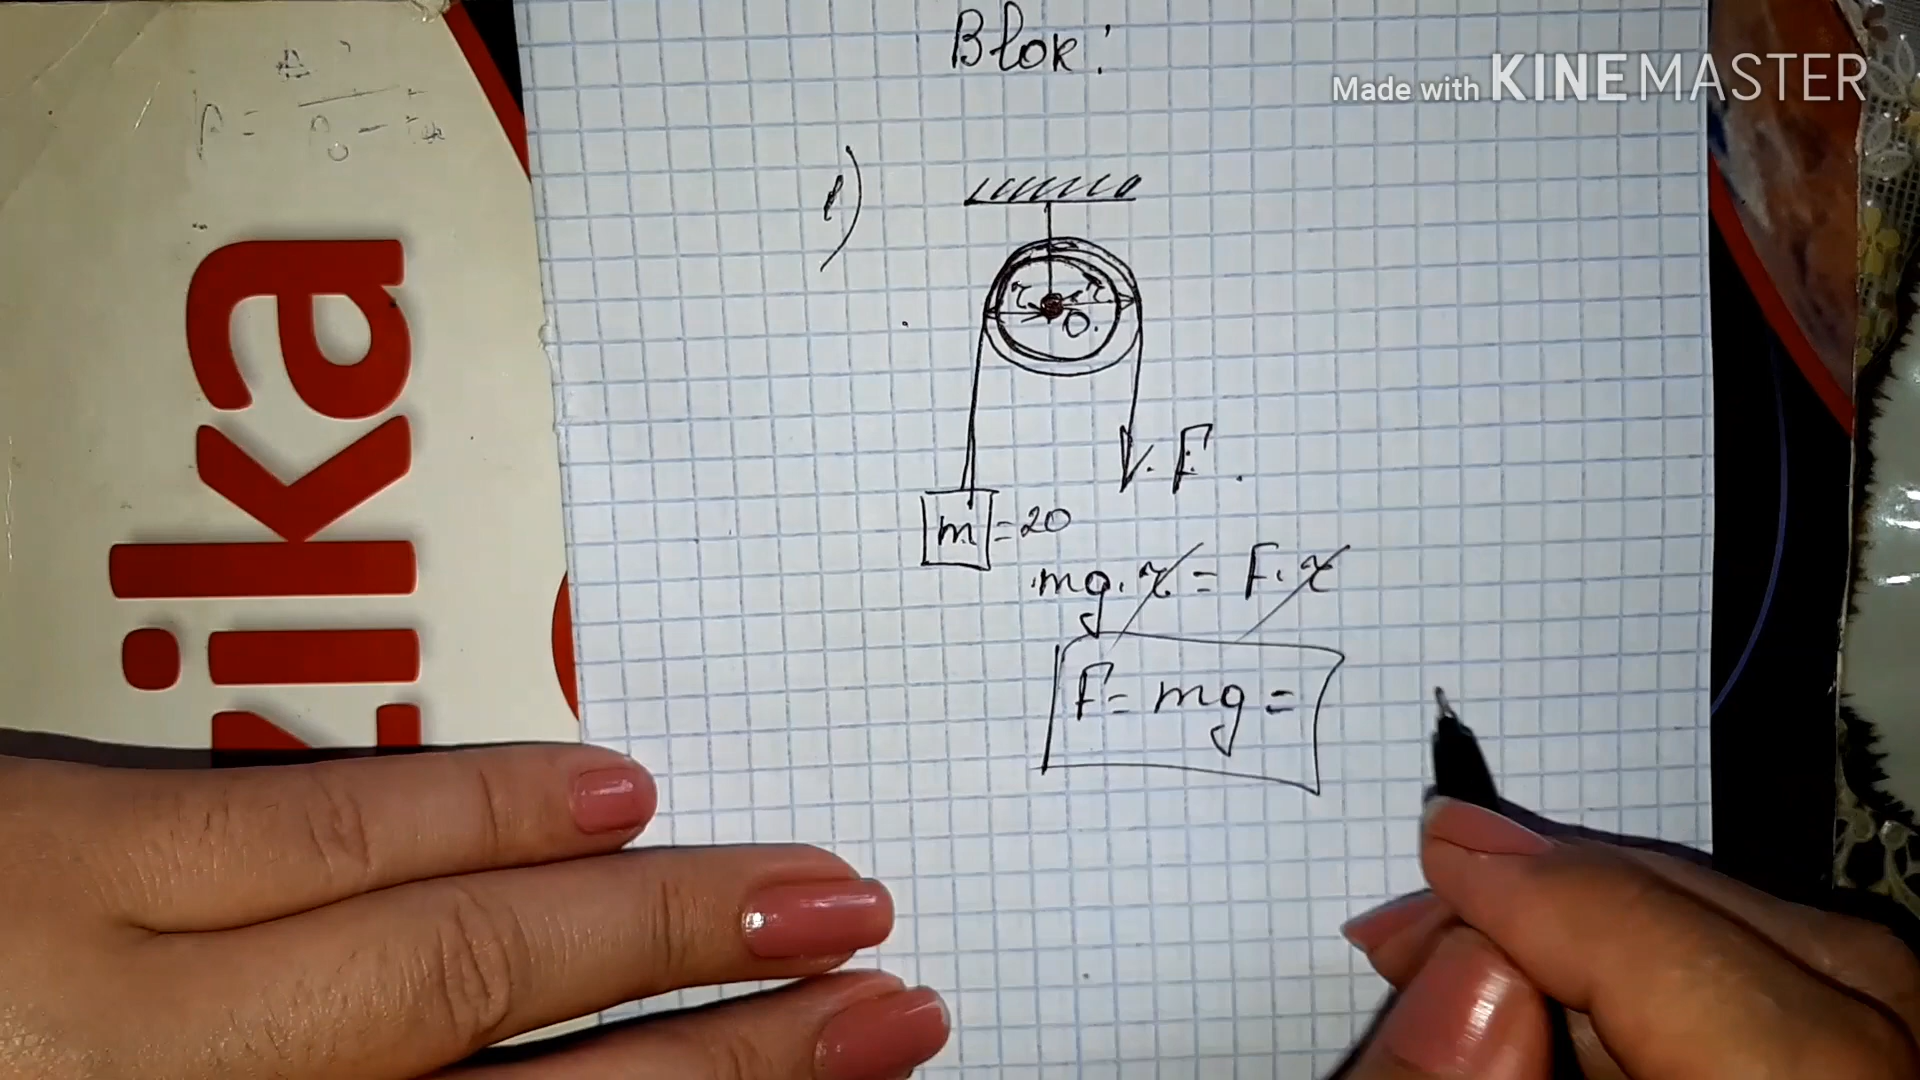 Blok:
Made with KINEMASTER
1)
r r
O.
F.
m = 20
mg · r = F · r
F = mg =
zika